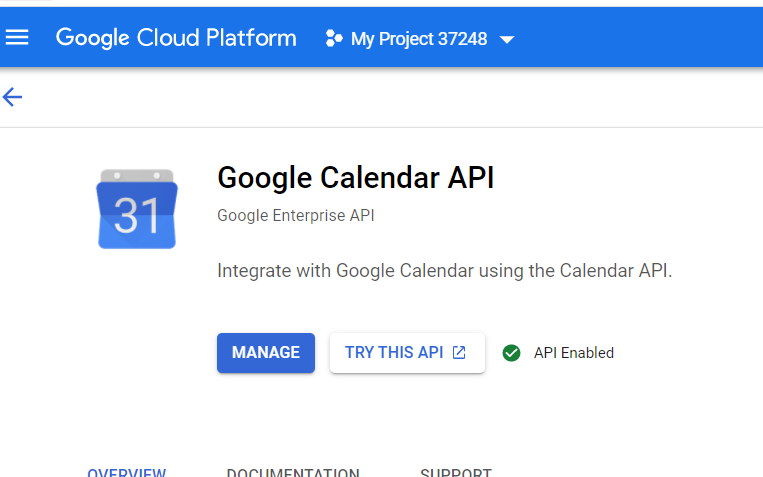 Google Cloud Platform My Project 37248
31
Google Calendar API
Google Enterprise API
Integrate with Google Calendar using the Calendar API.
MANAGE TRY THIS API API Enabled
OVERVIEW DOCUMENTATION SUPPORT